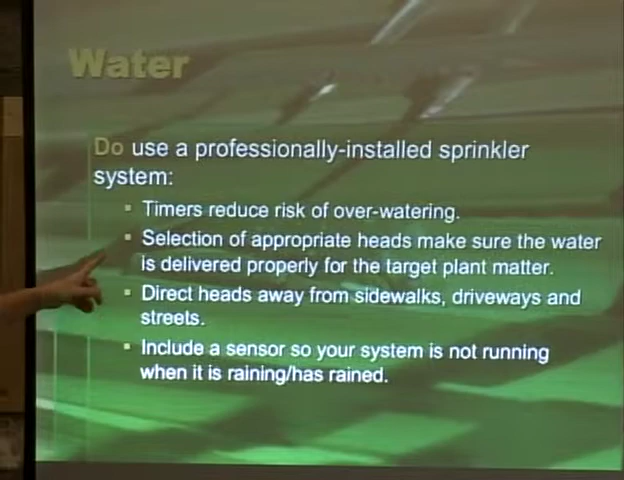 Water
Do use a professionally-installed sprinkler
system:
Timers reduce risk of over-watering.
Selection of appropriate heads make sure the water
is delivered properly for the target plant matter.
Direct heads away from sidewalks, driveways and
streets.
Include a sensor so your system is not running
when it is raining/has rained.